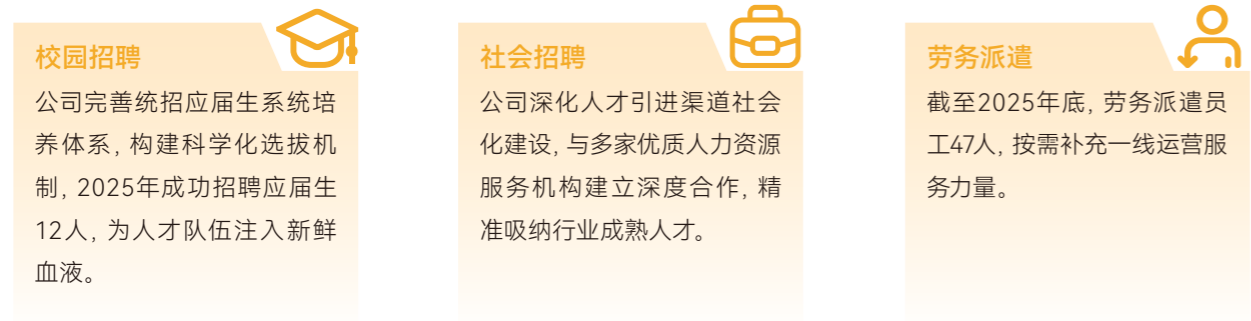 校园招聘
公司完善统招应届生系统培
养体系, 构建科学化选拔机
制, 2025年成功招聘应届生
12人, 为人才队伍注入新鲜
血液。
社会招聘
公司深化人才引进渠道社会
化建设, 与多家优质人力资源
服务机构建立深度合作, 精
准吸纳行业成熟人才。
劳务派遣
截至2025年底, 劳务派遣员
工47人, 按需补充一线运营服
务力量。